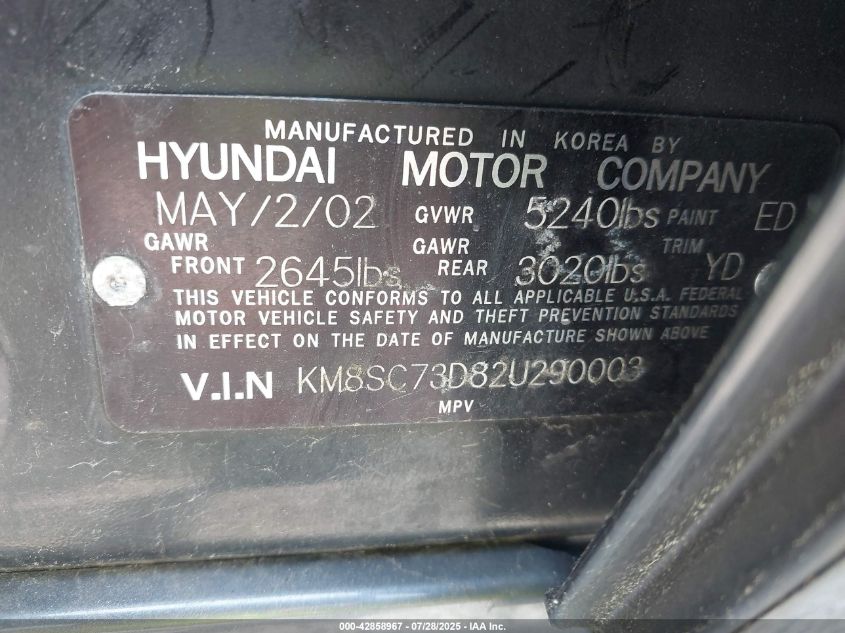 MANUFACTURED IN KOREA BY
HYUNDAI MOTOR COMPANY
MAY/2/02 GVWR 5240lbs PAINT ED
GAWR FRONT 2645lbs GAWR REAR 3020lbs TRIM YD
THIS VEHICLE CONFORMS TO ALL APPLICABLE U.S.A. FEDERAL
MOTOR VEHICLE SAFETY AND THEFT PREVENTION STANDARDS
IN EFFECT ON THE DATE OF MANUFACTURE SHOWN ABOVE
V.I.N KM8SC73D82U290003
MPV
000-42858967 - 07/28/2025 - IAA Inc.